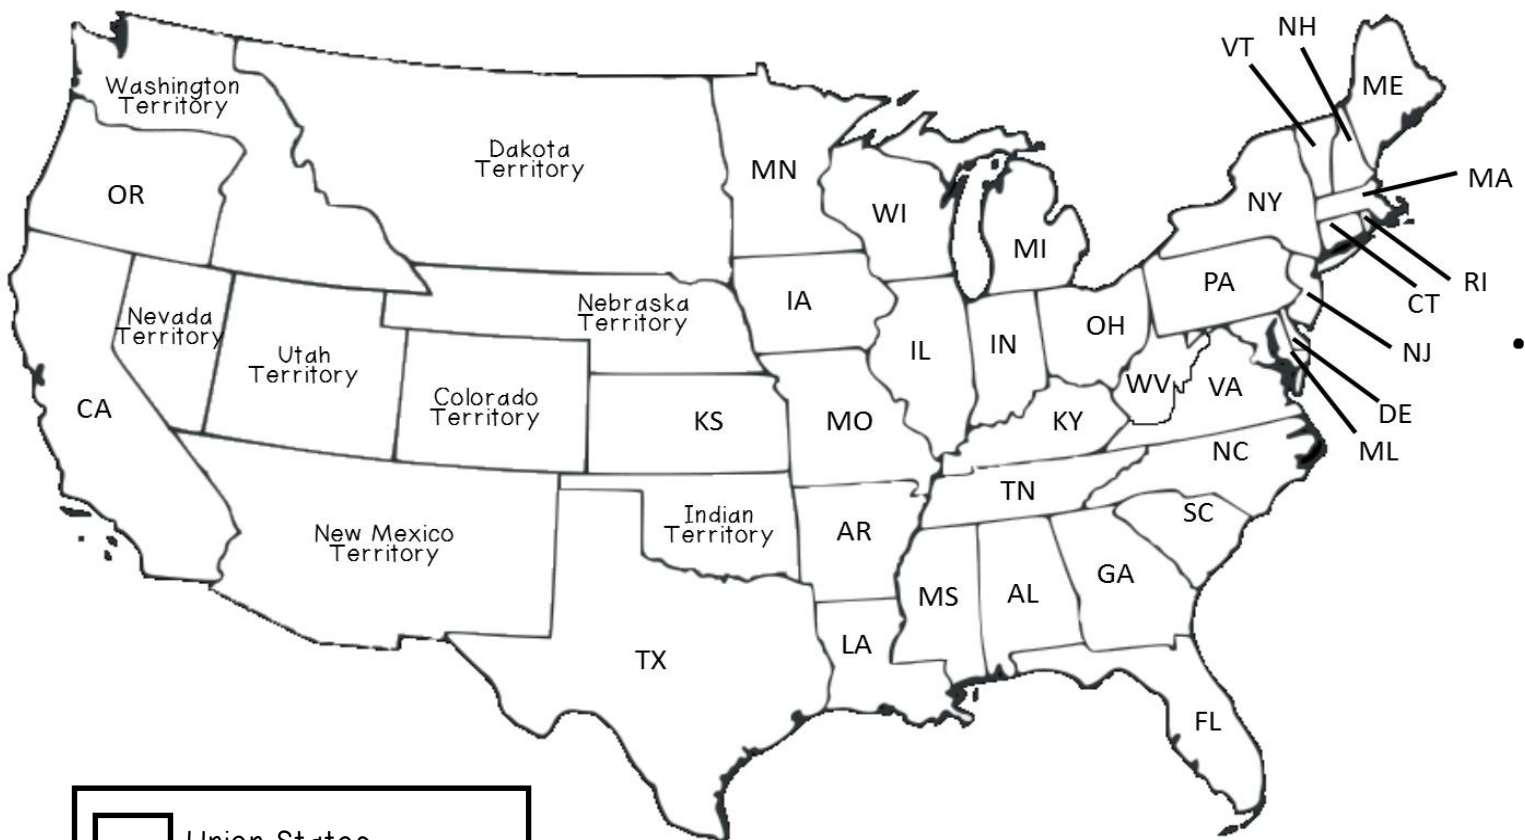 NH
VT
ME
Washington
Territory
Dakota
Territory
MN
MA
OR
NY
WI
MI
PA
RI
CT
IA
Nebraska
Territory
Nevada
Territory
OH
IN
IL
NJ
Utah
Territory
WV
VA
Colorado
Territory
CA
KS
MO
KY
DE
ML
NC
TN
SC
Indian
Territory
AR
New Mexico
Territory
GA
MS
AL
LA
TX
FL
Union States